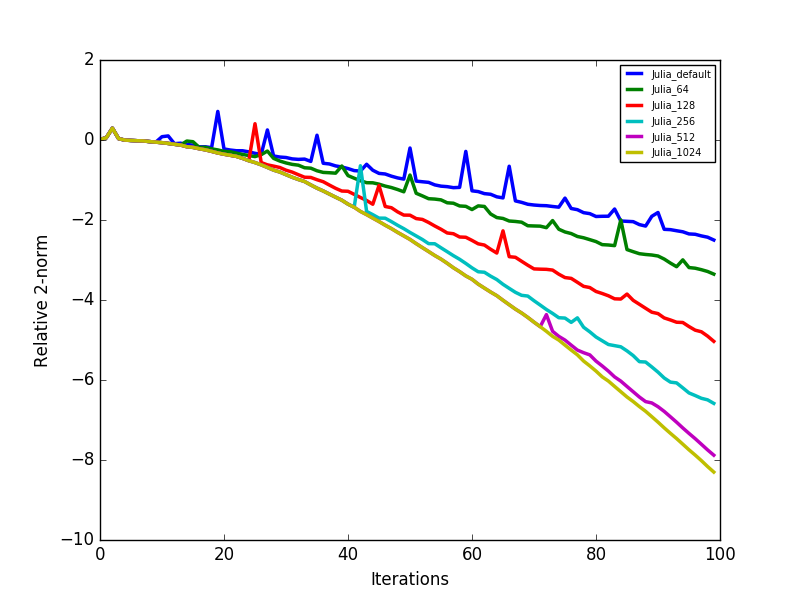 2
0
−2
−4
−6
−8
−10
0 20 40 60 80 100
Relative 2-norm
Iterations
Julia_default
Julia_64
Julia_128
Julia_256
Julia_512
Julia_1024